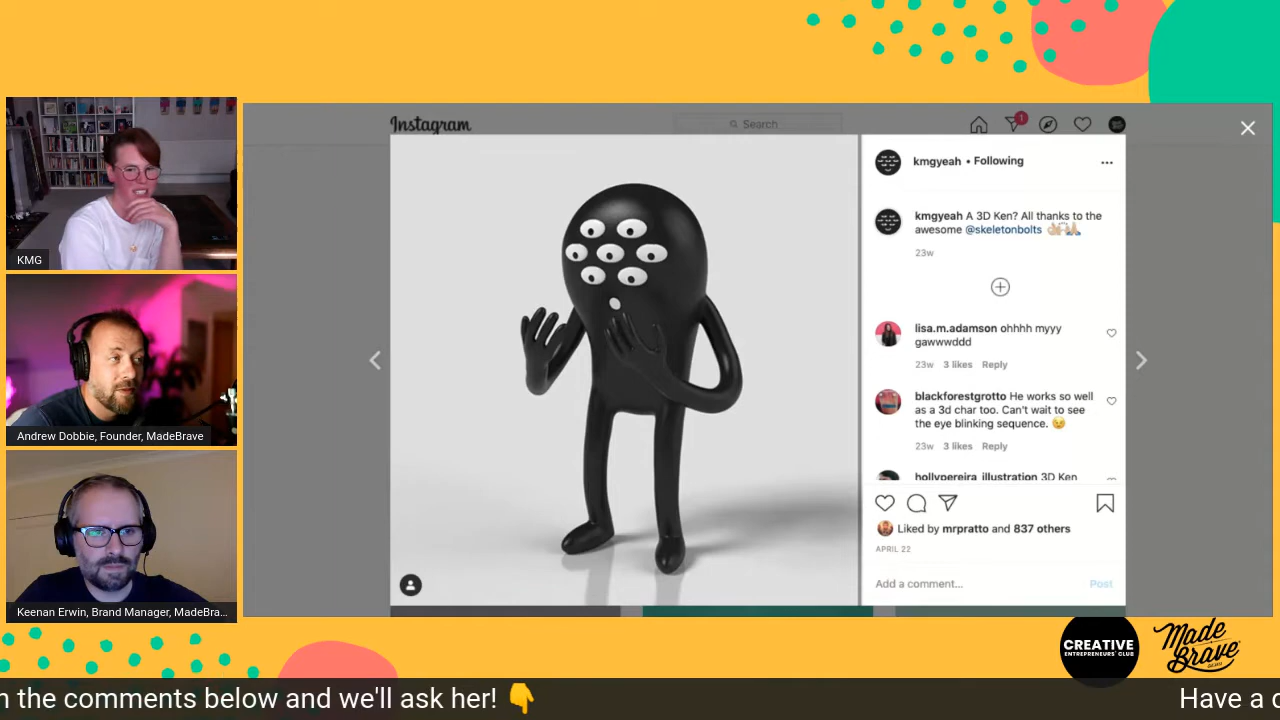 KMG
Andrew Dobbie, Founder, MadeBrave
Keenan Erwin, Brand Manager, MadeBra...
Instagram
Search
1
kmgyeah • Following
kmgyeah A 3D Ken? All thanks to the
awesome @skeletonbolts 👌🏼🙌🏼🙏🏼
23w
lisa.m.adamson ohhhh myyy
gawwwddd
23w 3 likes Reply
blackforestgrotto He works so well
as a 3d char too. Can't wait to see
the eye blinking sequence. 😉
23w 3 likes Reply
hollypereira_illustration 3D Ken
Liked by mrpratto and 837 others
APRIL 22
Add a comment... Post
CREATIVE
ENTREPRENEURS' CLUB
Made
Brave
n the comments below and we'll ask her! 👇
Have a